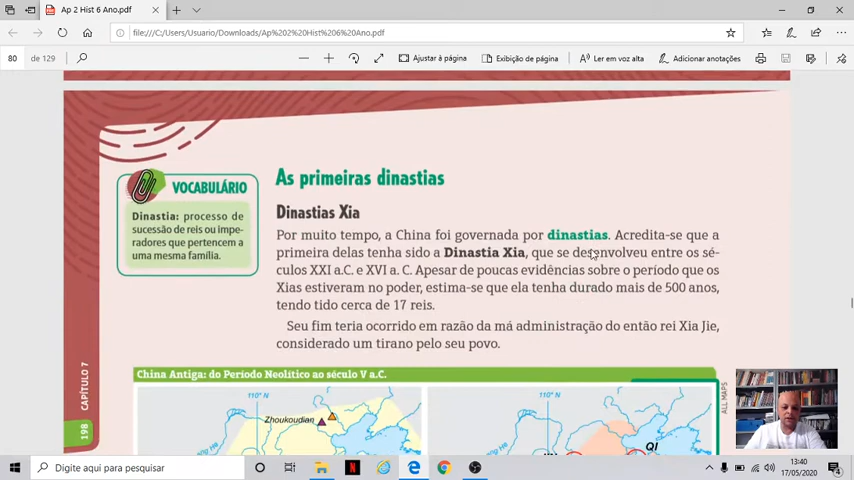 Ap 2 Hist 6 Ano.pdf
file:///C:/Users/Usuario/Downloads/Ap%202%20Hist%206%20Ano.pdf
80 de 129
Ajustar à página
Exibição de página
Ler em voz alta
Adicionar anotações
VOCABULÁRIO
Dinastia: processo de
sucessão de reis ou impe-
radores que pertencem a
uma mesma família.
As primeiras dinastias
Dinastias Xia
Por muito tempo, a China foi governada por dinastias. Acredita-se que a
primeira delas tenha sido a Dinastia Xia, que se desenvolveu entre os sé-
culos XXI a.C. e XVI a. C. Apesar de poucas evidências sobre o período que os
Xias estiveram no poder, estima-se que ela tenha durado mais de 500 anos,
tendo tido cerca de 17 reis.
Seu fim teria ocorrido em razão da má administração do então rei Xia Jie,
considerado um tirano pelo seu povo.
CAPÍTULO 7
198
China Antiga: do Período Neolítico ao século V a.C.
110° N
Zhoukoudian
110° N
QI
ALL MAPS
Digite aqui para pesquisar
13:40
17/05/2020
4